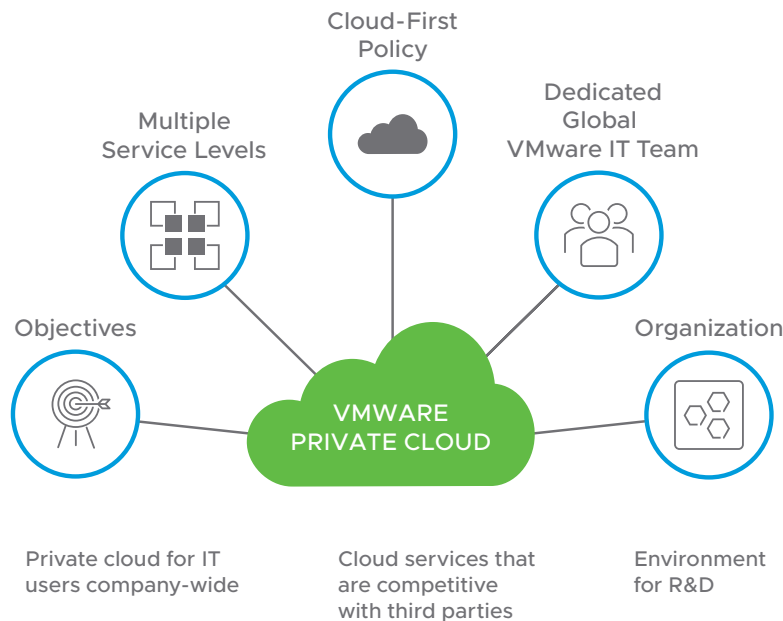 Cloud-First
Policy
Multiple
Service Levels
Dedicated
Global
VMware IT Team
Objectives
Organization
VMWARE
PRIVATE CLOUD
Private cloud for IT
users company-wide
Cloud services that
are competitive
with third parties
Environment
for R&D